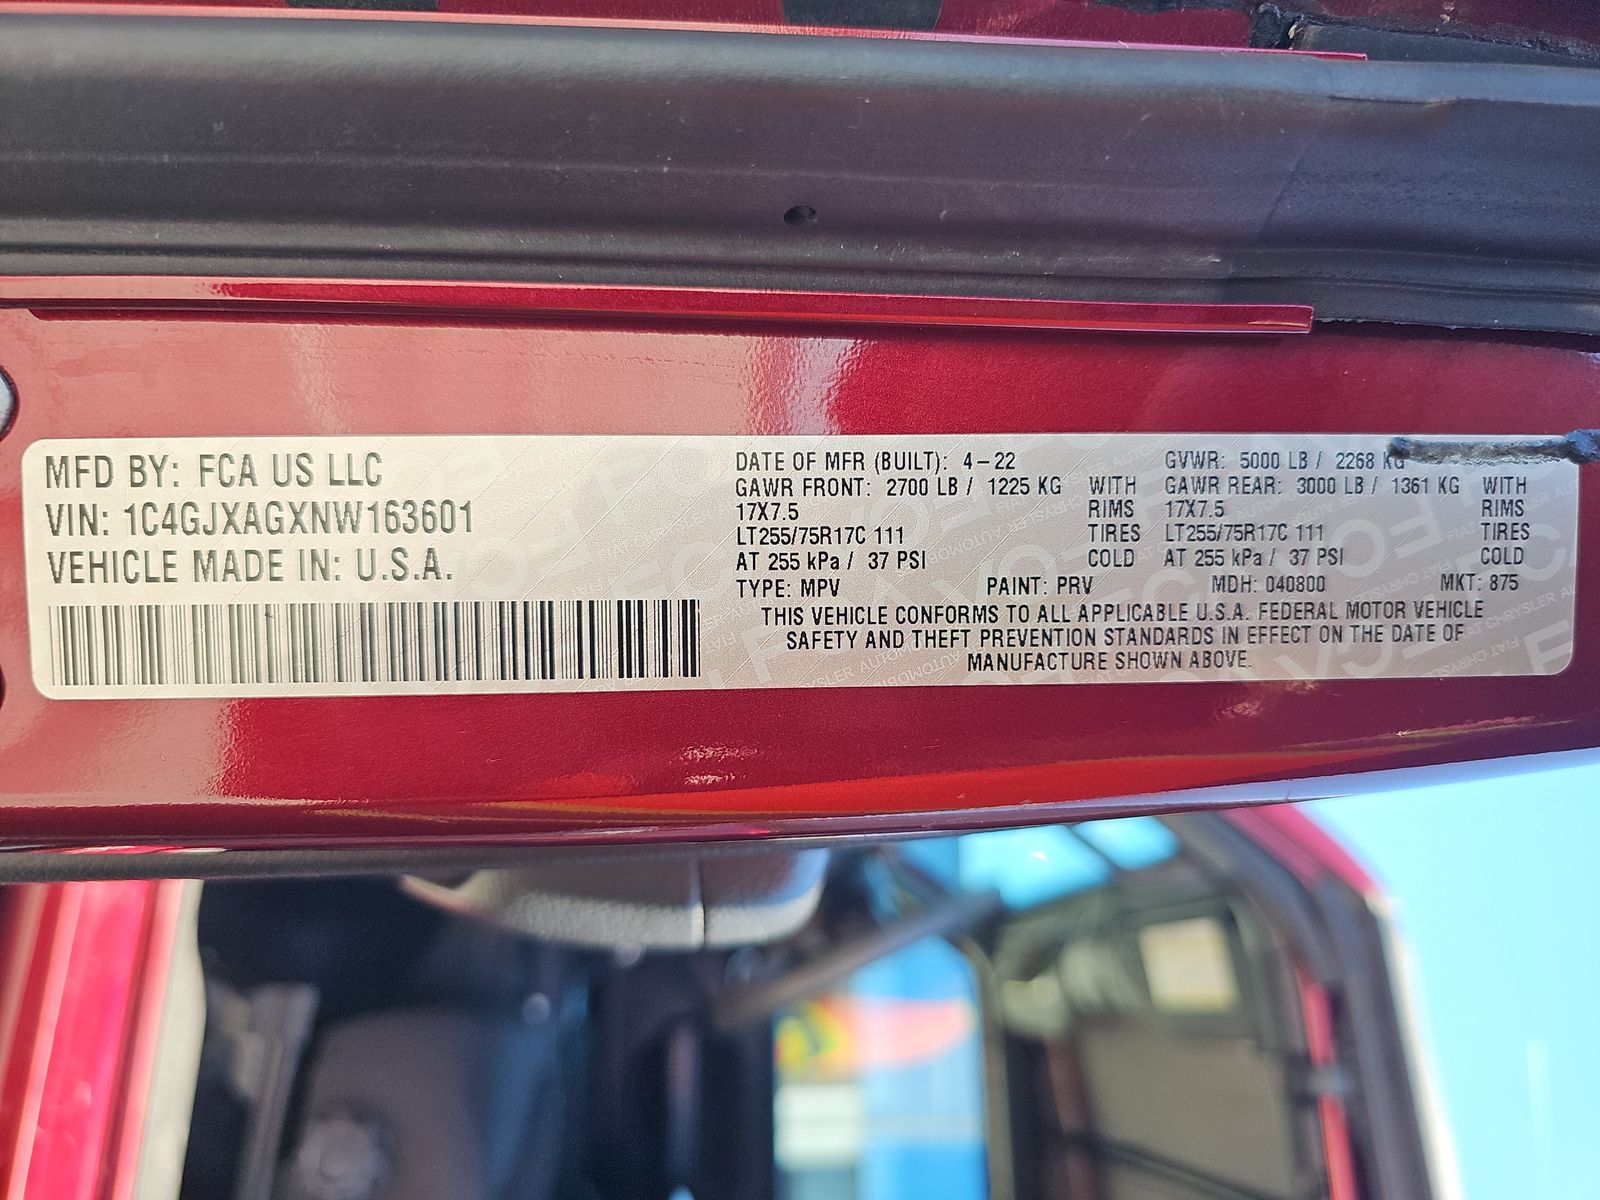 MFD BY: FCA US LLC
VIN: 1C4GJXAGXNW163601
VEHICLE MADE IN: U.S.A.
DATE OF MFR (BUILT): 4-22 GVWR: 5000 LB / 2268 KG
GAWR FRONT: 2700 LB / 1225 KG WITH GAWR REAR: 3000 LB / 1361 KG WITH
17X7.5 RIMS 17X7.5 RIMS
LT255/75R17C 111 TIRES LT255/75R17C 111 TIRES
AT 255 kPa / 37 PSI COLD AT 255 kPa / 37 PSI COLD
TYPE: MPV PAINT: PRV MDH: 040800 MKT: 875
THIS VEHICLE CONFORMS TO ALL APPLICABLE U.S.A. FEDERAL MOTOR VEHICLE
SAFETY AND THEFT PREVENTION STANDARDS IN EFFECT ON THE DATE OF
MANUFACTURE SHOWN ABOVE.